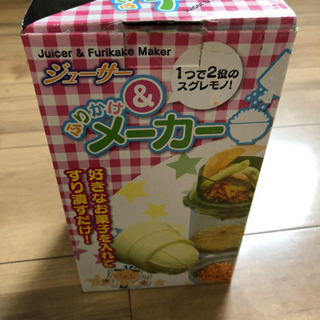 Juicer & Furikake Maker
ジューサー
1つで2役の
スグレモノ!
&
ふりかけ
メーカー
好きなお菓子を入れて
すり潰すだけ!